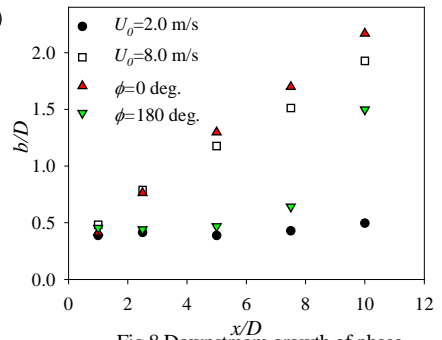 )
U0=2.0 m/s
U0=8.0 m/s
ϕ=0 deg.
ϕ=180 deg.
b/D
2.0
1.5
1.0
0.5
0.0
0 2 4 6 8 10 12
x/D
Fig 8 Downstream growth of phase